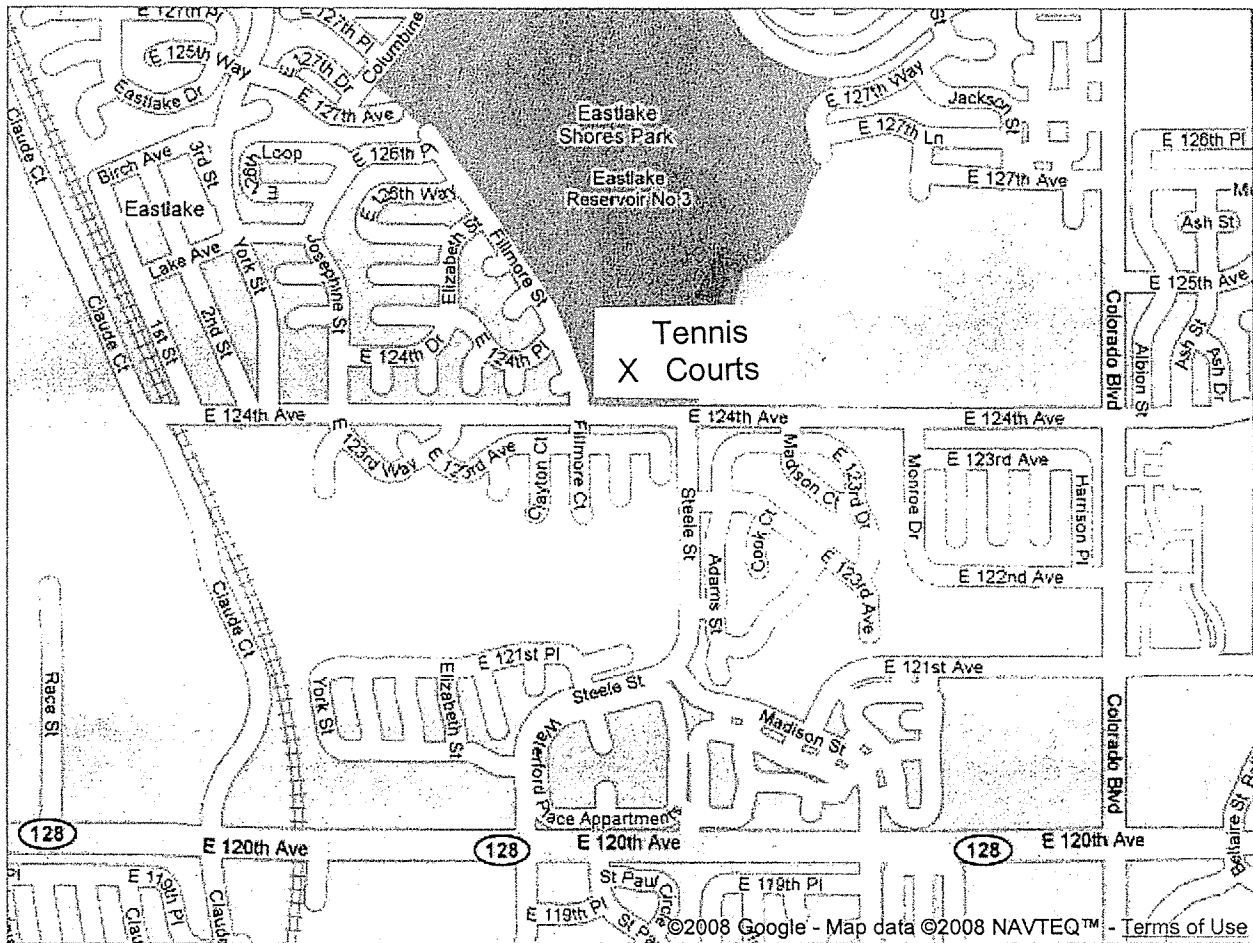 E 127th Pl
E 125th Way
E 127th Pl
Columbine
127th Dr
Eastlake Dr
E 127th Ave
Claude Ct
Birch Ave
3rd St
Loop
E 126th P
E 126th Way
Eastlake
Shores Park
Eastlake
Reservoir No 3
E 127th Way
Jackson St
E 127th Ln
E 127th Ave
E 126th Pl
Ash St
E 125th Ave
Eastlake
Lake Ave
York St
Josephine St
Elizabeth St
Fillmore St
Claude Ct
1st St
2nd St
E 124th Dr
E 124th Pl
Tennis
X Courts
Colorado Blvd
Albion St
Ash St
Ash Dr
E 124th Ave
E 124th Ave
E 124th Ave
E 123rd Way
E 123rd Ave
Clayton Ct
Fillmore Ct
Steele St
Madison Ct
E 123rd Dr
Monroe Dr
E 123rd Ave
Harrison Pl
Cook Ct
Adams St
E 123rd Ave
E 122nd Ave
Claude Ct
Race St
York St
E 121st Pl
Elizabeth St
Steele St
E 121st Ave
Waterford Place Appartments
Madison St
Colorado Blvd
128
E 120th Ave
128
E 120th Ave
128
E 120th Ave
Bellaire St
E 119th Pl
Claude
St Paul Circle
E 119th Pl
E 119th Pl
©2008 Google - Map data ©2008 NAVTEQ™ - Terms of Use